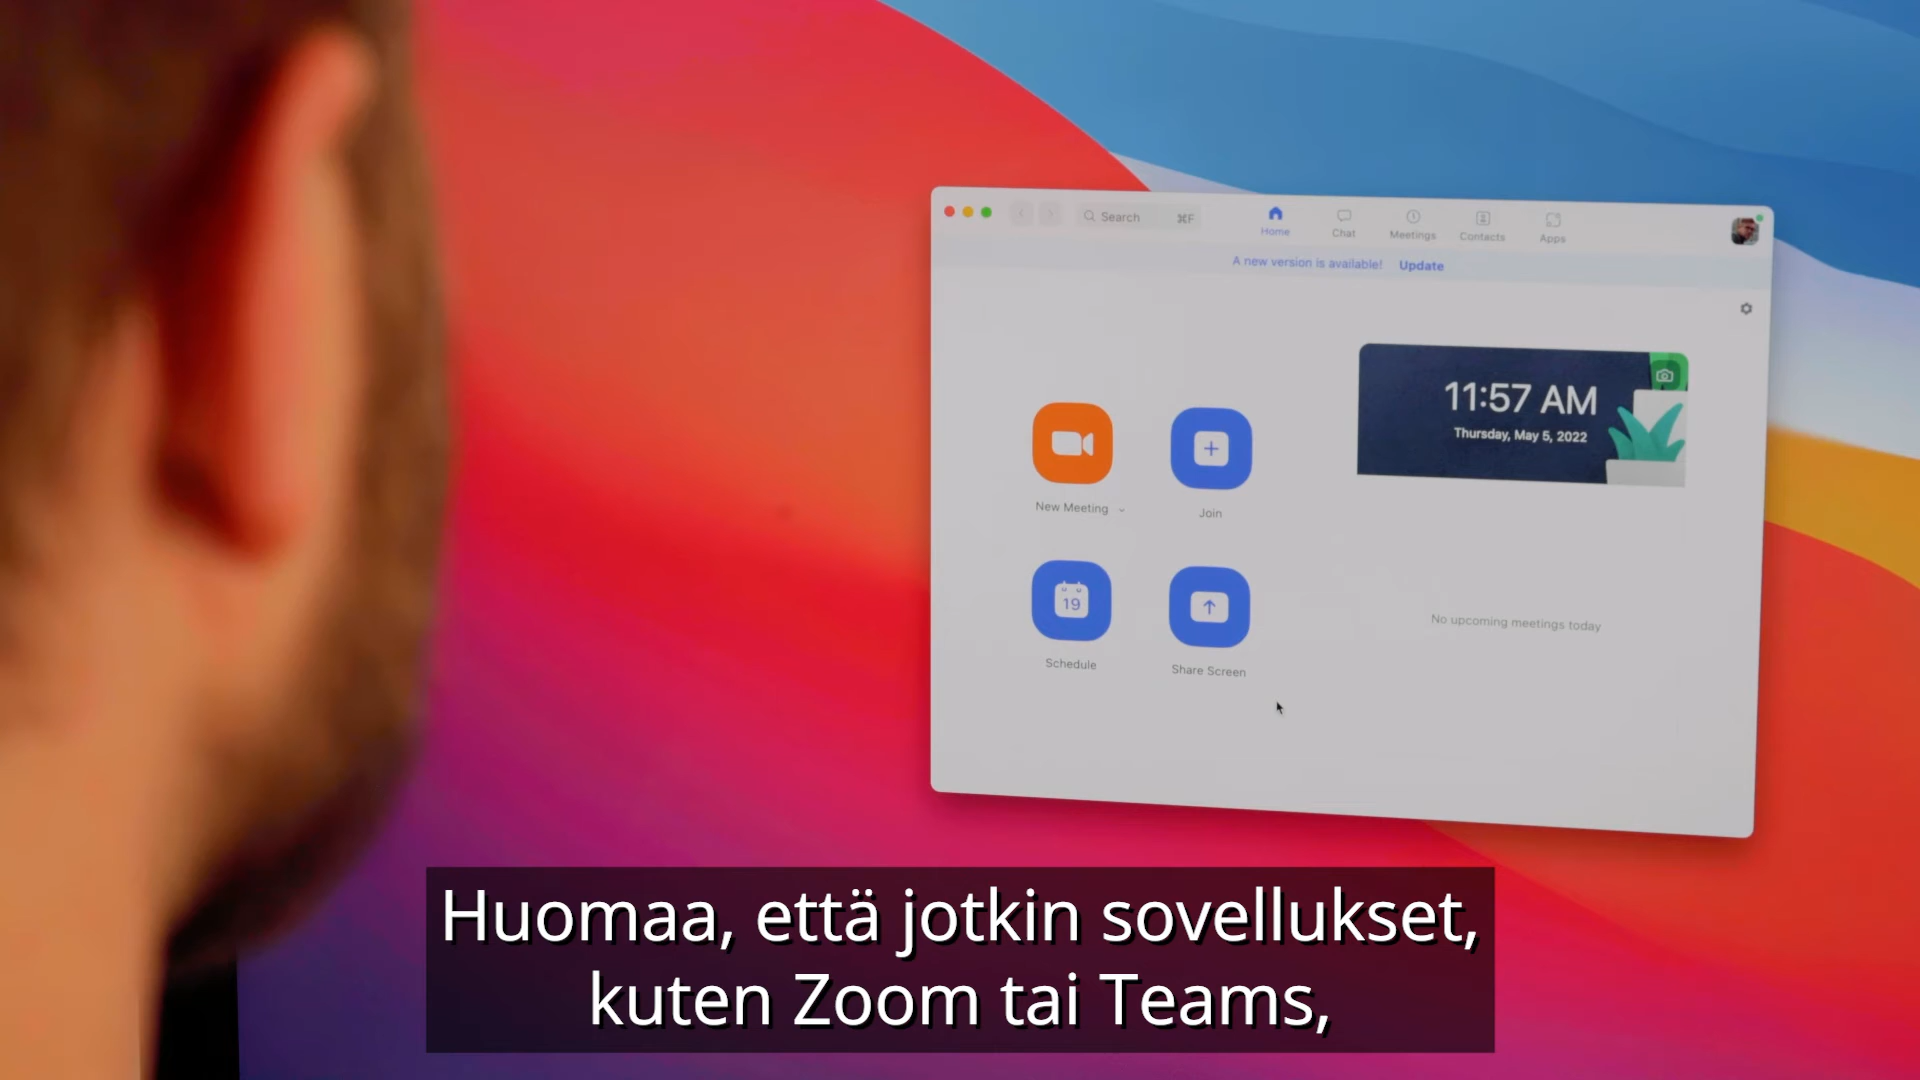 Search ⌘F
Home
Chat
Meetings
Contacts
Apps
A new version is available! Update
11:57 AM
Thursday, May 5, 2022
New Meeting
Join
19
Schedule
Share Screen
No upcoming meetings today
Huomaa, että jotkin sovellukset,
kuten Zoom tai Teams,